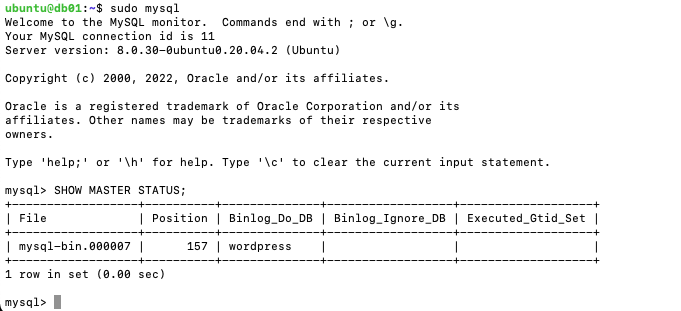 ubuntu@db01:~$ sudo mysql
Welcome to the MySQL monitor.  Commands end with ; or \g.
Your MySQL connection id is 11
Server version: 8.0.30-0ubuntu0.20.04.2 (Ubuntu)

Copyright (c) 2000, 2022, Oracle and/or its affiliates.

Oracle is a registered trademark of Oracle Corporation and/or its
affiliates. Other names may be trademarks of their respective
owners.

Type 'help;' or '\h' for help. Type '\c' to clear the current input statement.

mysql> SHOW MASTER STATUS;
+------------------+----------+--------------+------------------+-------------------+
| File             | Position | Binlog_Do_DB | Binlog_Ignore_DB | Executed_Gtid_Set |
+------------------+----------+--------------+------------------+-------------------+
| mysql-bin.000007 |      157 | wordpress    |                  |                   |
+------------------+----------+--------------+------------------+-------------------+
1 row in set (0.00 sec)

mysql>